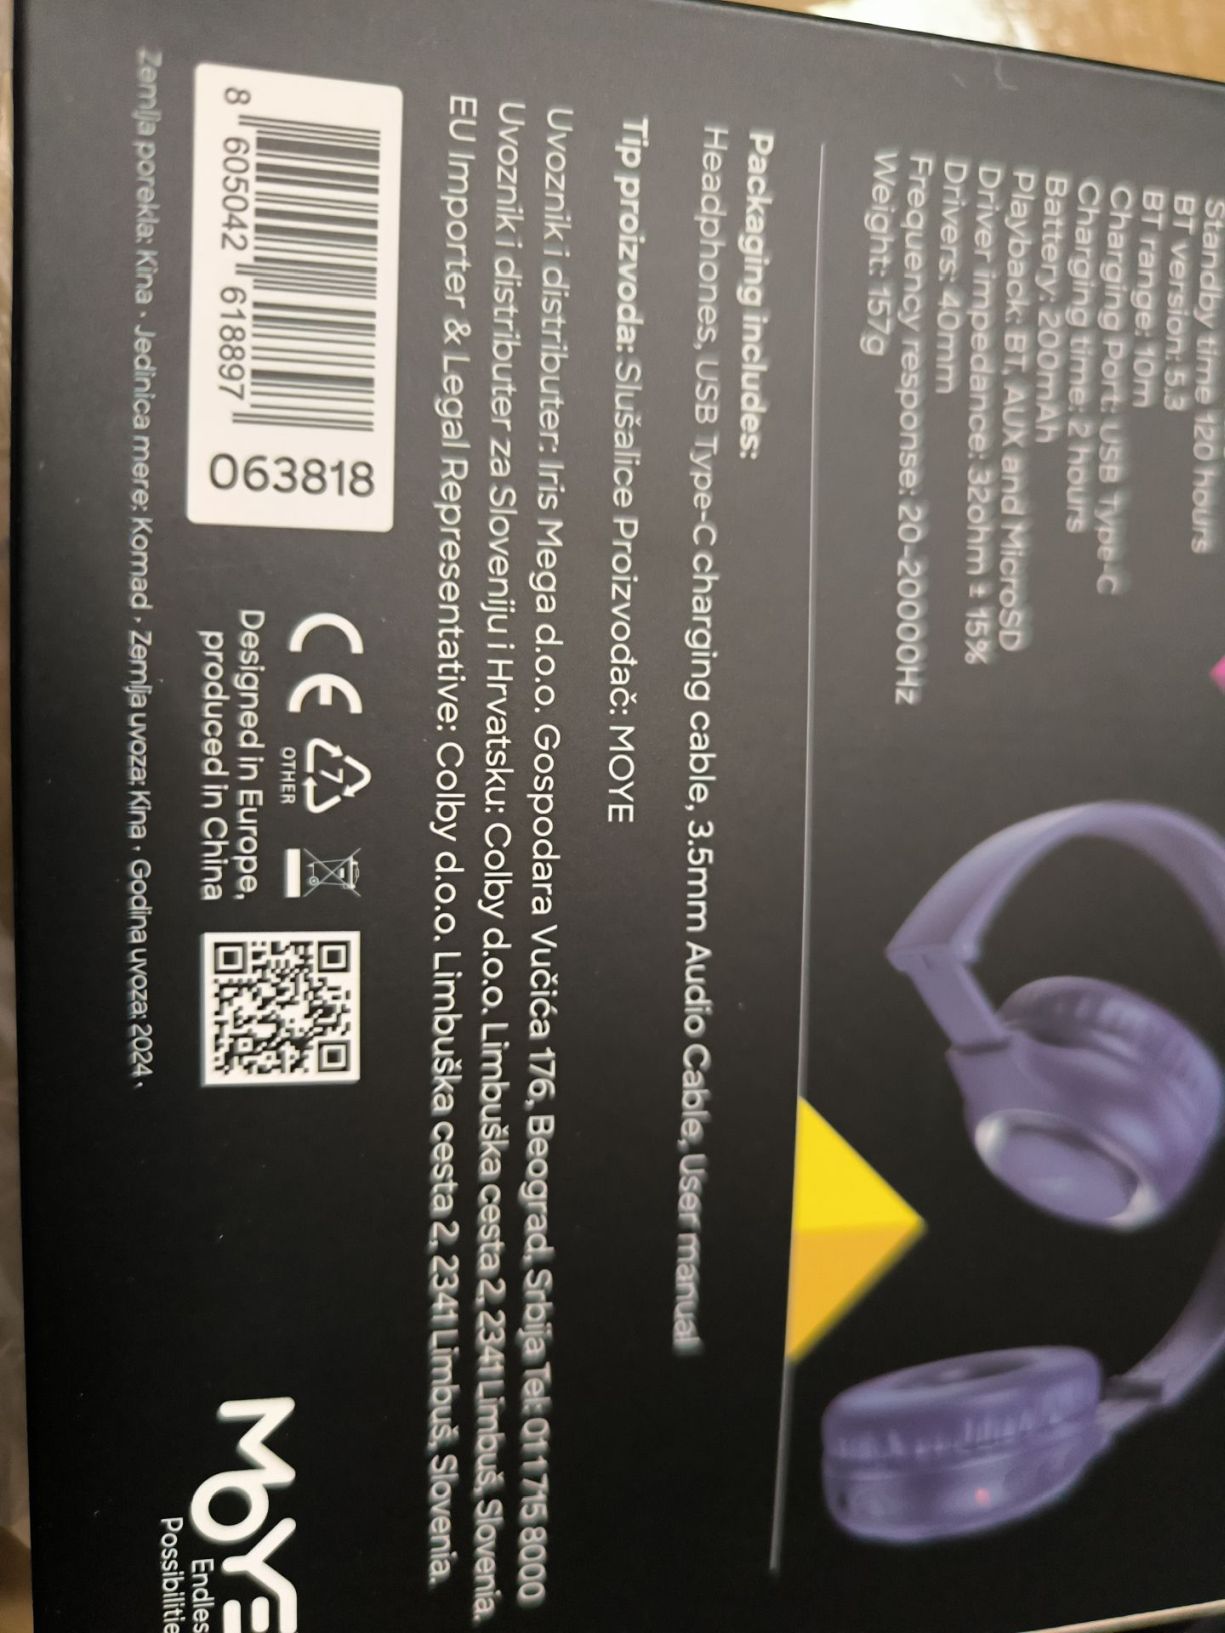 Standby time 120 hours
BT version: 5.3
BT range: 10m
Charging Port: USB Type-C
Charging time: 2 hours
Battery: 200mAh
Playback: BT, AUX and MicroSD
Driver impedance: 32ohm ± 15%
Drivers: 40mm
Frequency response: 20-20000Hz
Weight: 157g
Packaging includes:
Headphones, USB Type-C charging cable, 3.5mm Audio Cable, User manual
Tip proizvoda: Slušalice Proizvođač: MOYE
Uvoznik i distributer: Iris Mega d.o.o. Gospodara Vučića 176, Beograd, Srbija Tel: 011 715 8000
Uvoznik i distributer za Sloveniju i Hrvatsku: Colby d.o.o. Limbuška cesta 2, 2341 Limbuš, Slovenia.
EU Importer & Legal Representative: Colby d.o.o. Limbuška cesta 2, 2341 Limbuš, Slovenia.
8 605042 618897
063818
CE
7
OTHER
Designed in Europe,
produced in China
MOYE
Endles
Possibilitie
Zemlja porekla: Kina · Jedinica mere: Komad · Zemlja uvoza: Kina · Godina uvoza: 2024 ·